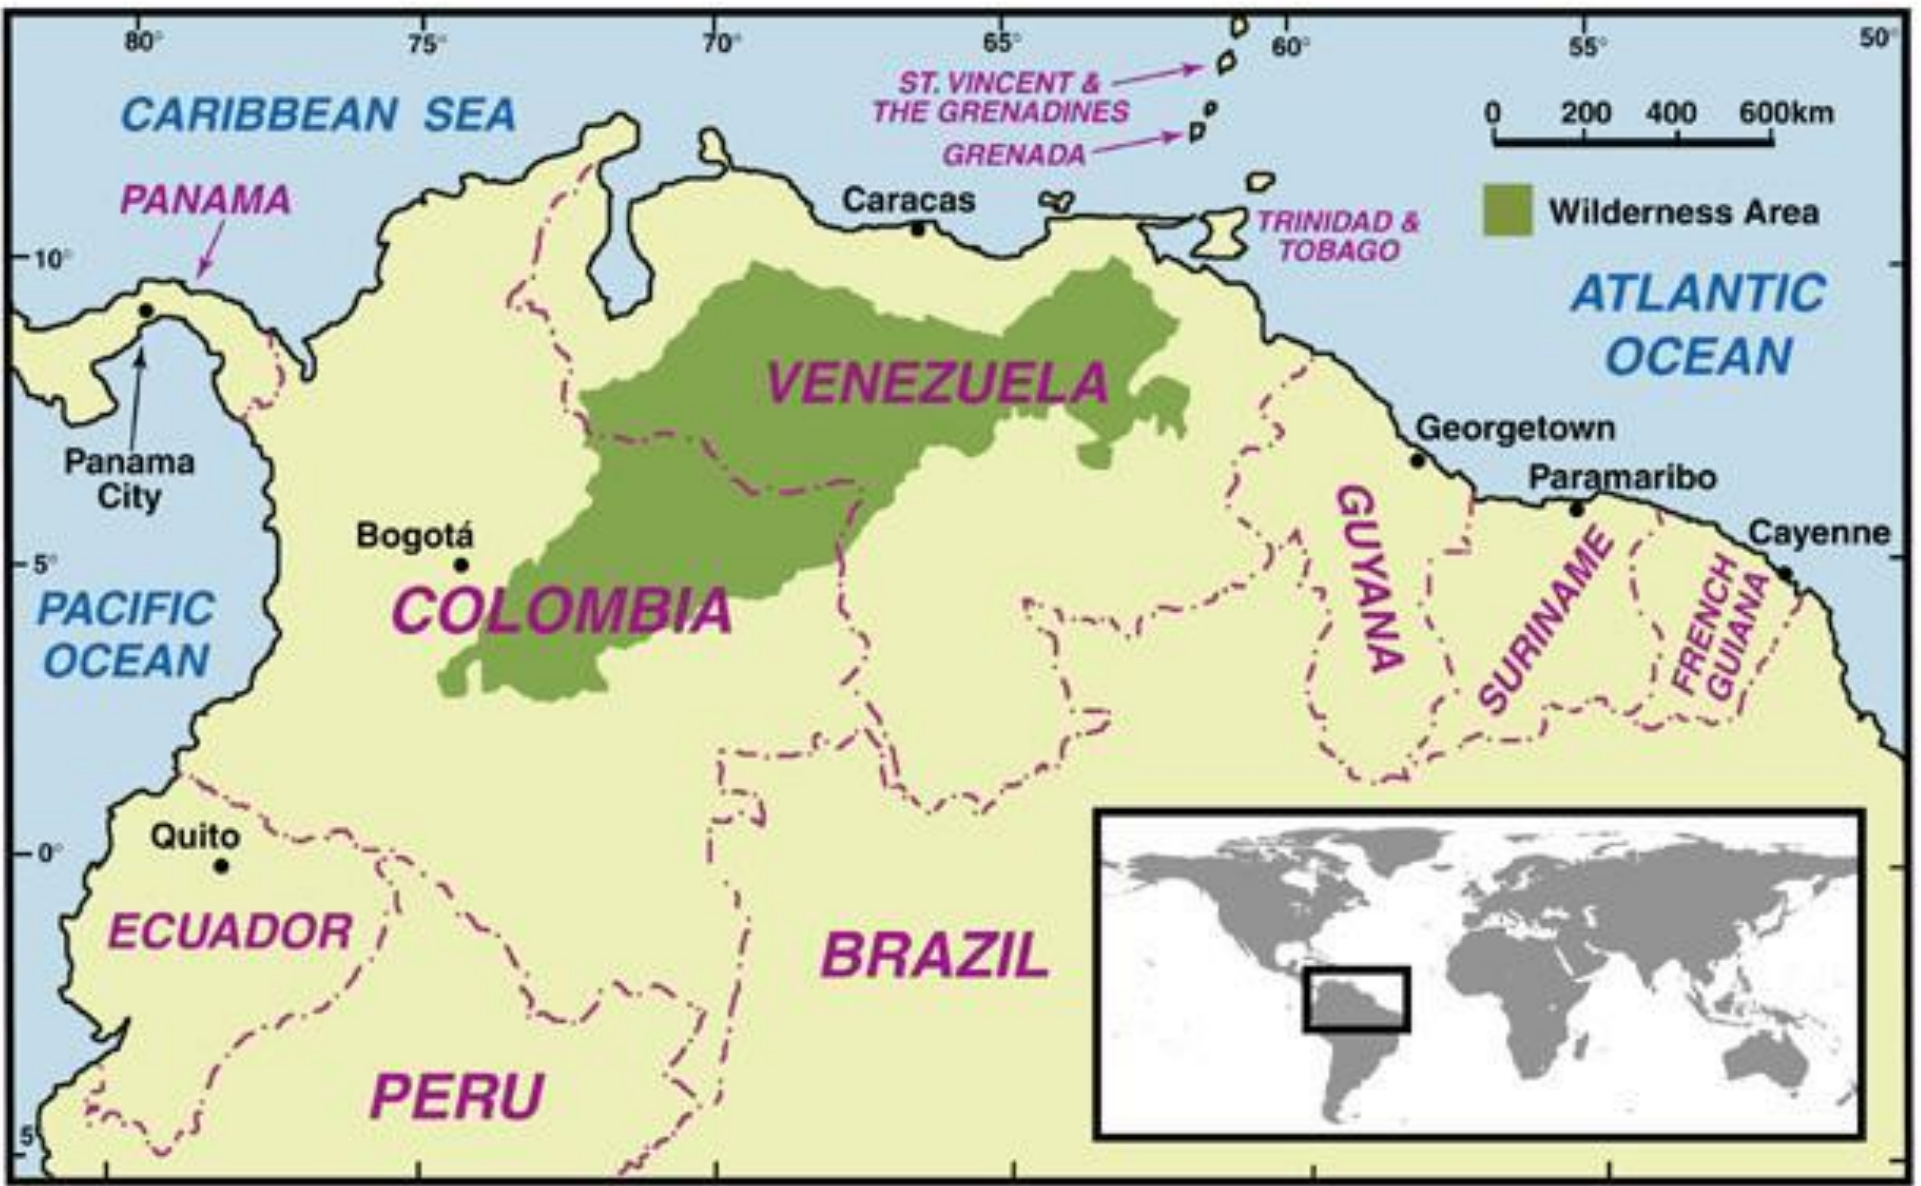 80°
75°
70°
65°
60°
55°
50°
CARIBBEAN SEA
ST. VINCENT &
THE GRENADINES
GRENADA
0 200 400 600km
PANAMA
Caracas
Wilderness Area
TRINIDAD &
TOBAGO
10°
ATLANTIC
OCEAN
VENEZUELA
Georgetown
Panama
City
Paramaribo
Bogotá
Cayenne
5°
COLOMBIA
PACIFIC
OCEAN
GUYANA
SURINAME
FRENCH
GUIANA
Quito
0°
ECUADOR
BRAZIL
PERU
5